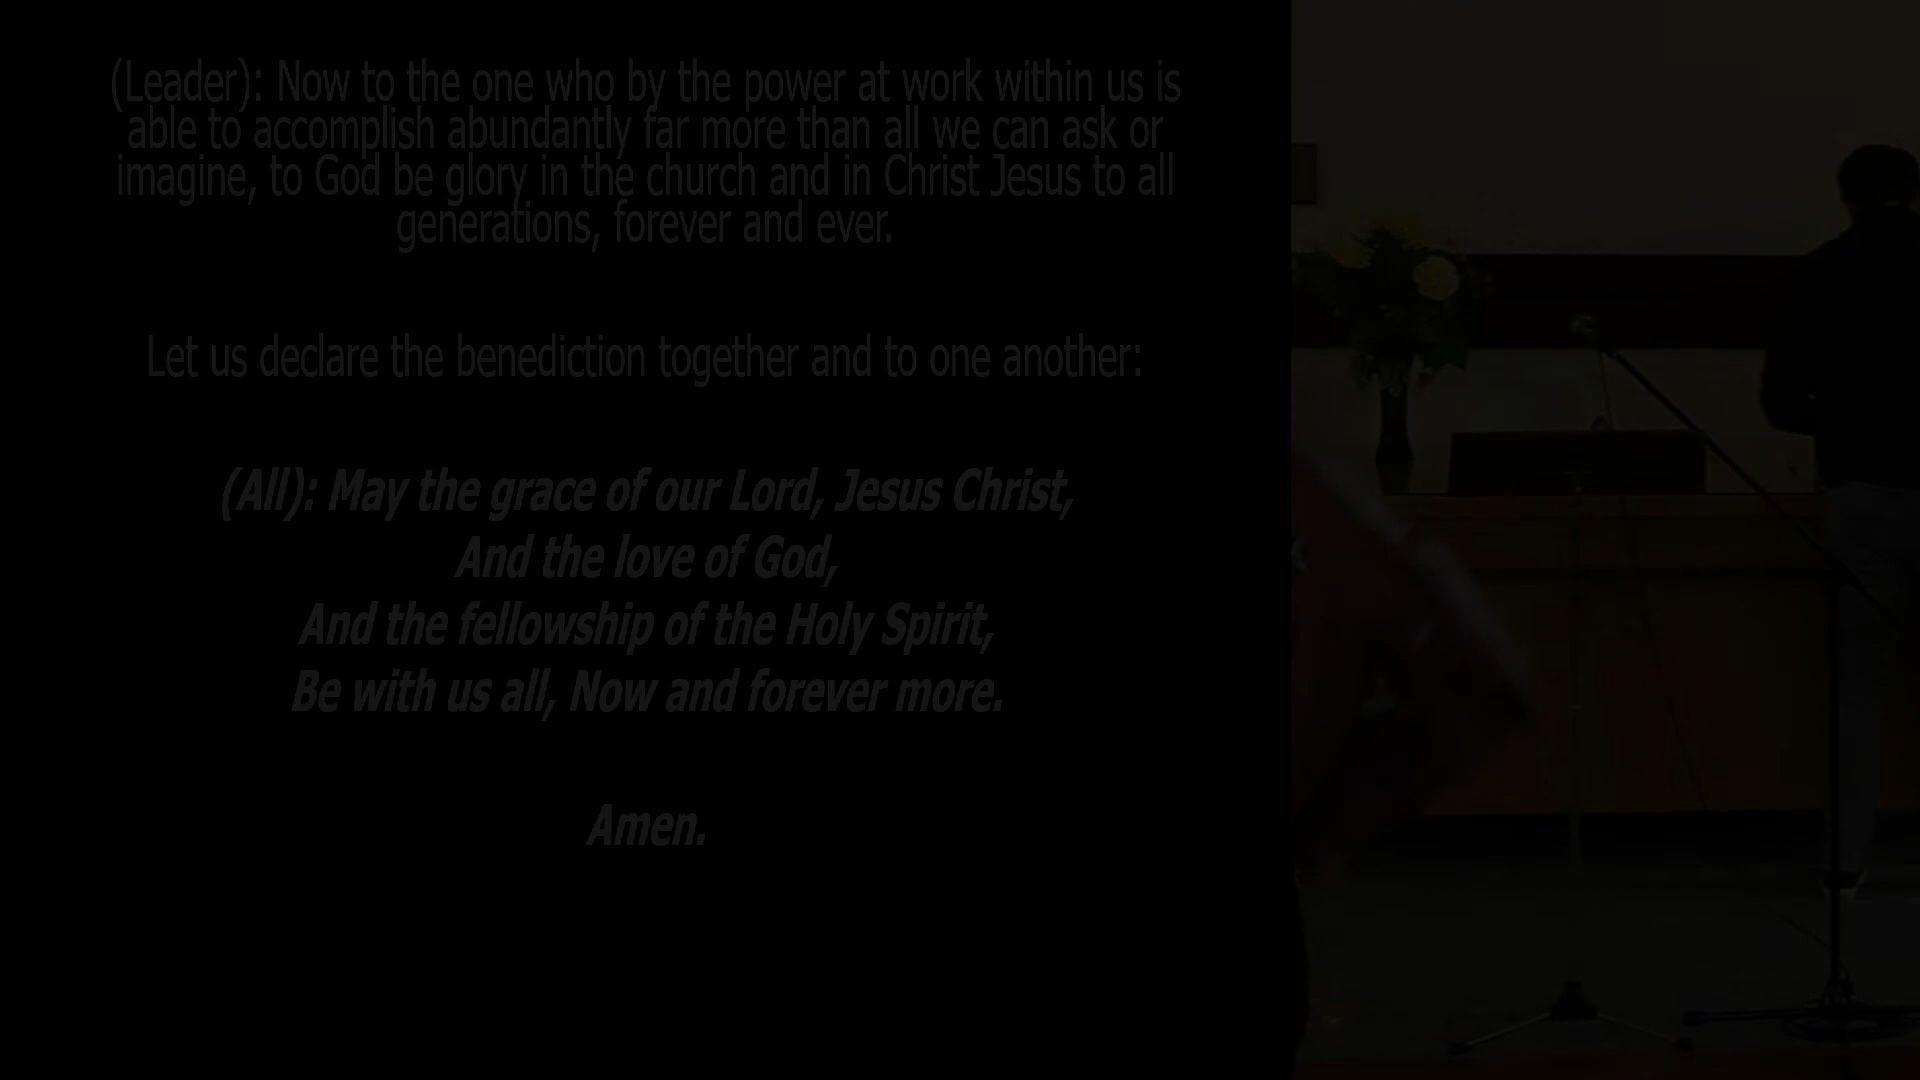 (Leader): Now to the one who by the power at work within us is
able to accomplish abundantly far more than all we can ask or
imagine, to God be glory in the church and in Christ Jesus to all
generations, forever and ever.
Let us declare the benediction together and to one another:
(All): May the grace of our Lord, Jesus Christ,
And the love of God,
And the fellowship of the Holy Spirit,
Be with us all, Now and forever more.
Amen.